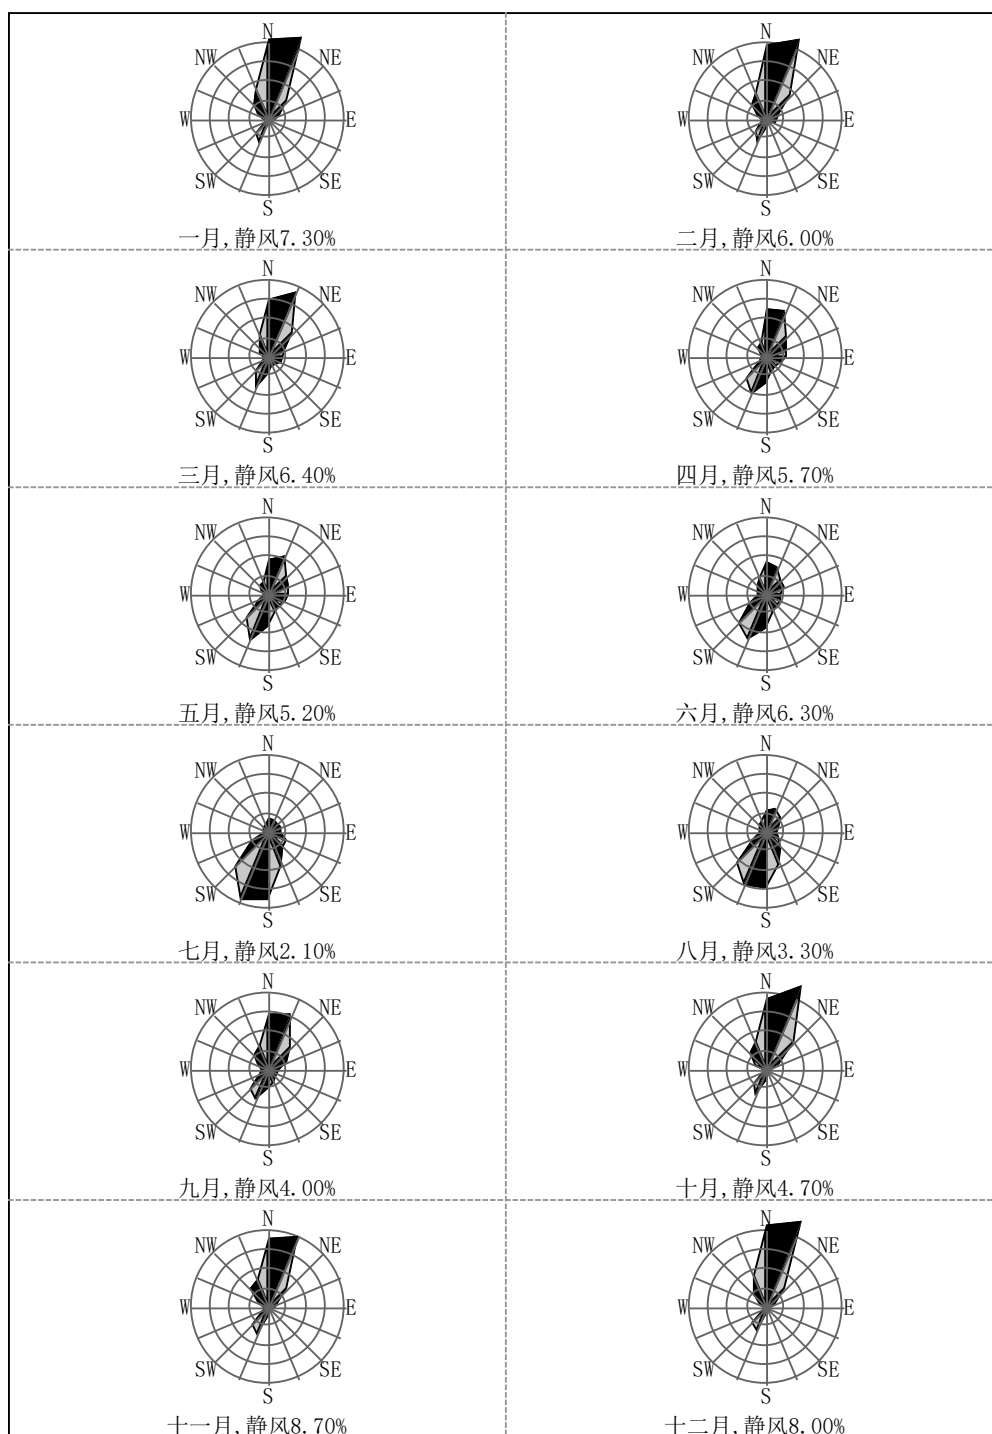 N
NW NE
W E
SW SE
S
一月,静风7.30%
N
NW NE
W E
SW SE
S
二月,静风6.00%
N
NW NE
W E
SW SE
S
三月,静风6.40%
N
NW NE
W E
SW SE
S
四月,静风5.70%
N
NW NE
W E
SW SE
S
五月,静风5.20%
N
NW NE
W E
SW SE
S
六月,静风6.30%
N
NW NE
W E
SW SE
S
七月,静风2.10%
N
NW NE
W E
SW SE
S
八月,静风3.30%
N
NW NE
W E
SW SE
S
九月,静风4.00%
N
NW NE
W E
SW SE
S
十月,静风4.70%
N
NW NE
W E
SW SE
S
十一月,静风8.70%
N
NW NE
W E
SW SE
S
十二月,静风8.00%